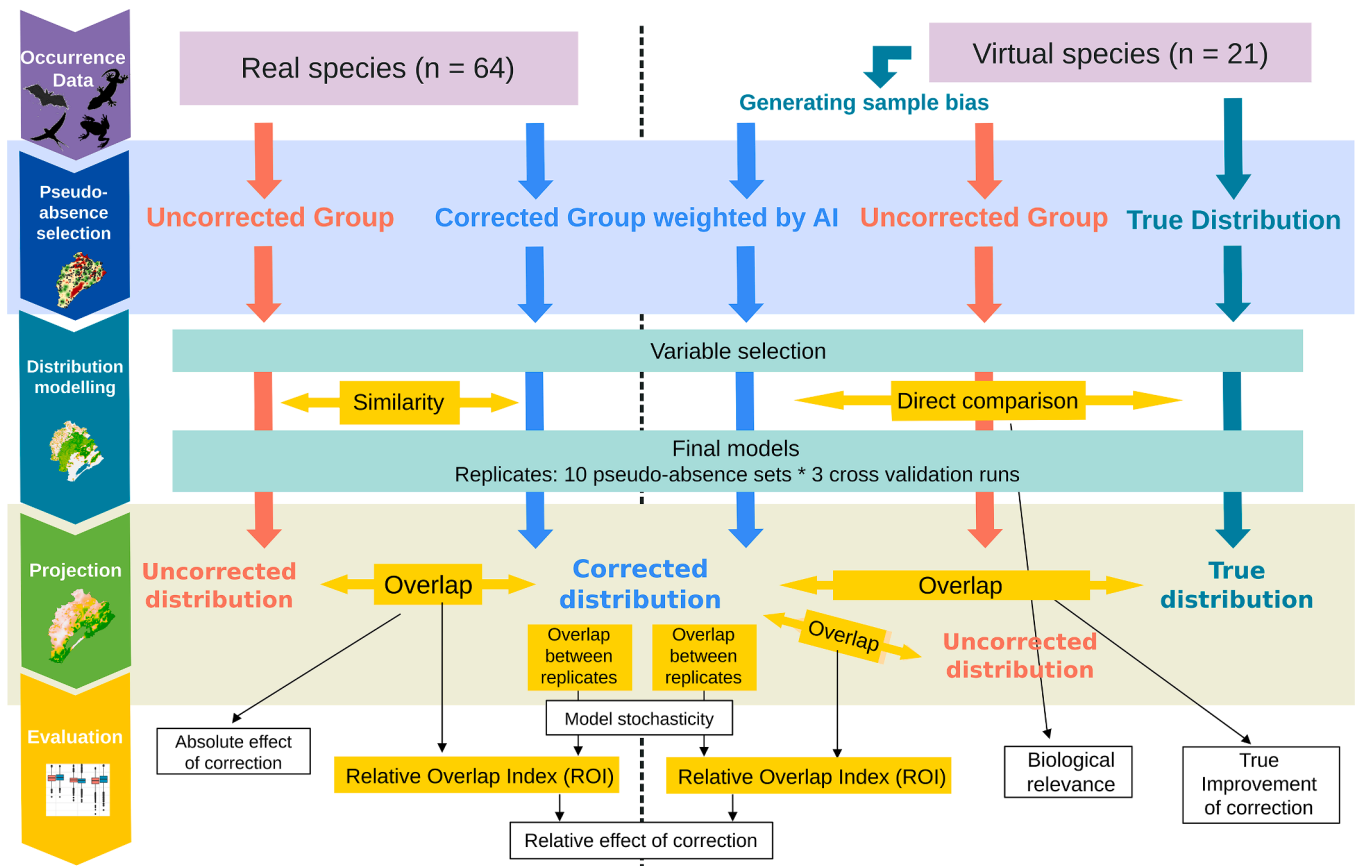 Occurrence
Data
Real species (n = 64)
Virtual species (n = 21)
Generating sample bias
Pseudo-
absence
selection
Uncorrected Group
Corrected Group weighted by AI
Uncorrected Group
True Distribution
Distribution
modelling
Variable selection
Similarity
Direct comparison
Final models
Replicates: 10 pseudo-absence sets * 3 cross validation runs
Projection
Uncorrected
distribution
Overlap
Corrected
distribution
Overlap
True
distribution
Overlap
between
replicates
Overlap
between
replicates
Overlap
Uncorrected
distribution
Evaluation
Model stochasticity
Absolute effect
of correction
Relative Overlap Index (ROI)
Relative Overlap Index (ROI)
Biological
relevance
True
Improvement
of correction
Relative effect of correction